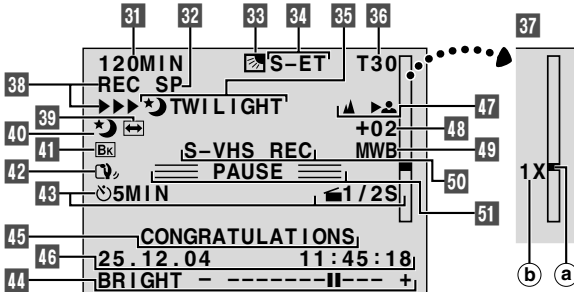 31 32 33 34 35 36 37
120MIN S-ET T30
38 REC SP
TWILIGHT 47
39
40 +02 48
41 BK S-VHS REC MWB 49
42 PAUSE 50
43 5MIN 1/2S 51
1X
45 CONGRATULATIONS
46 25.12.04 11:45:18
44 BRIGHT - -------▮▮--- +
b a